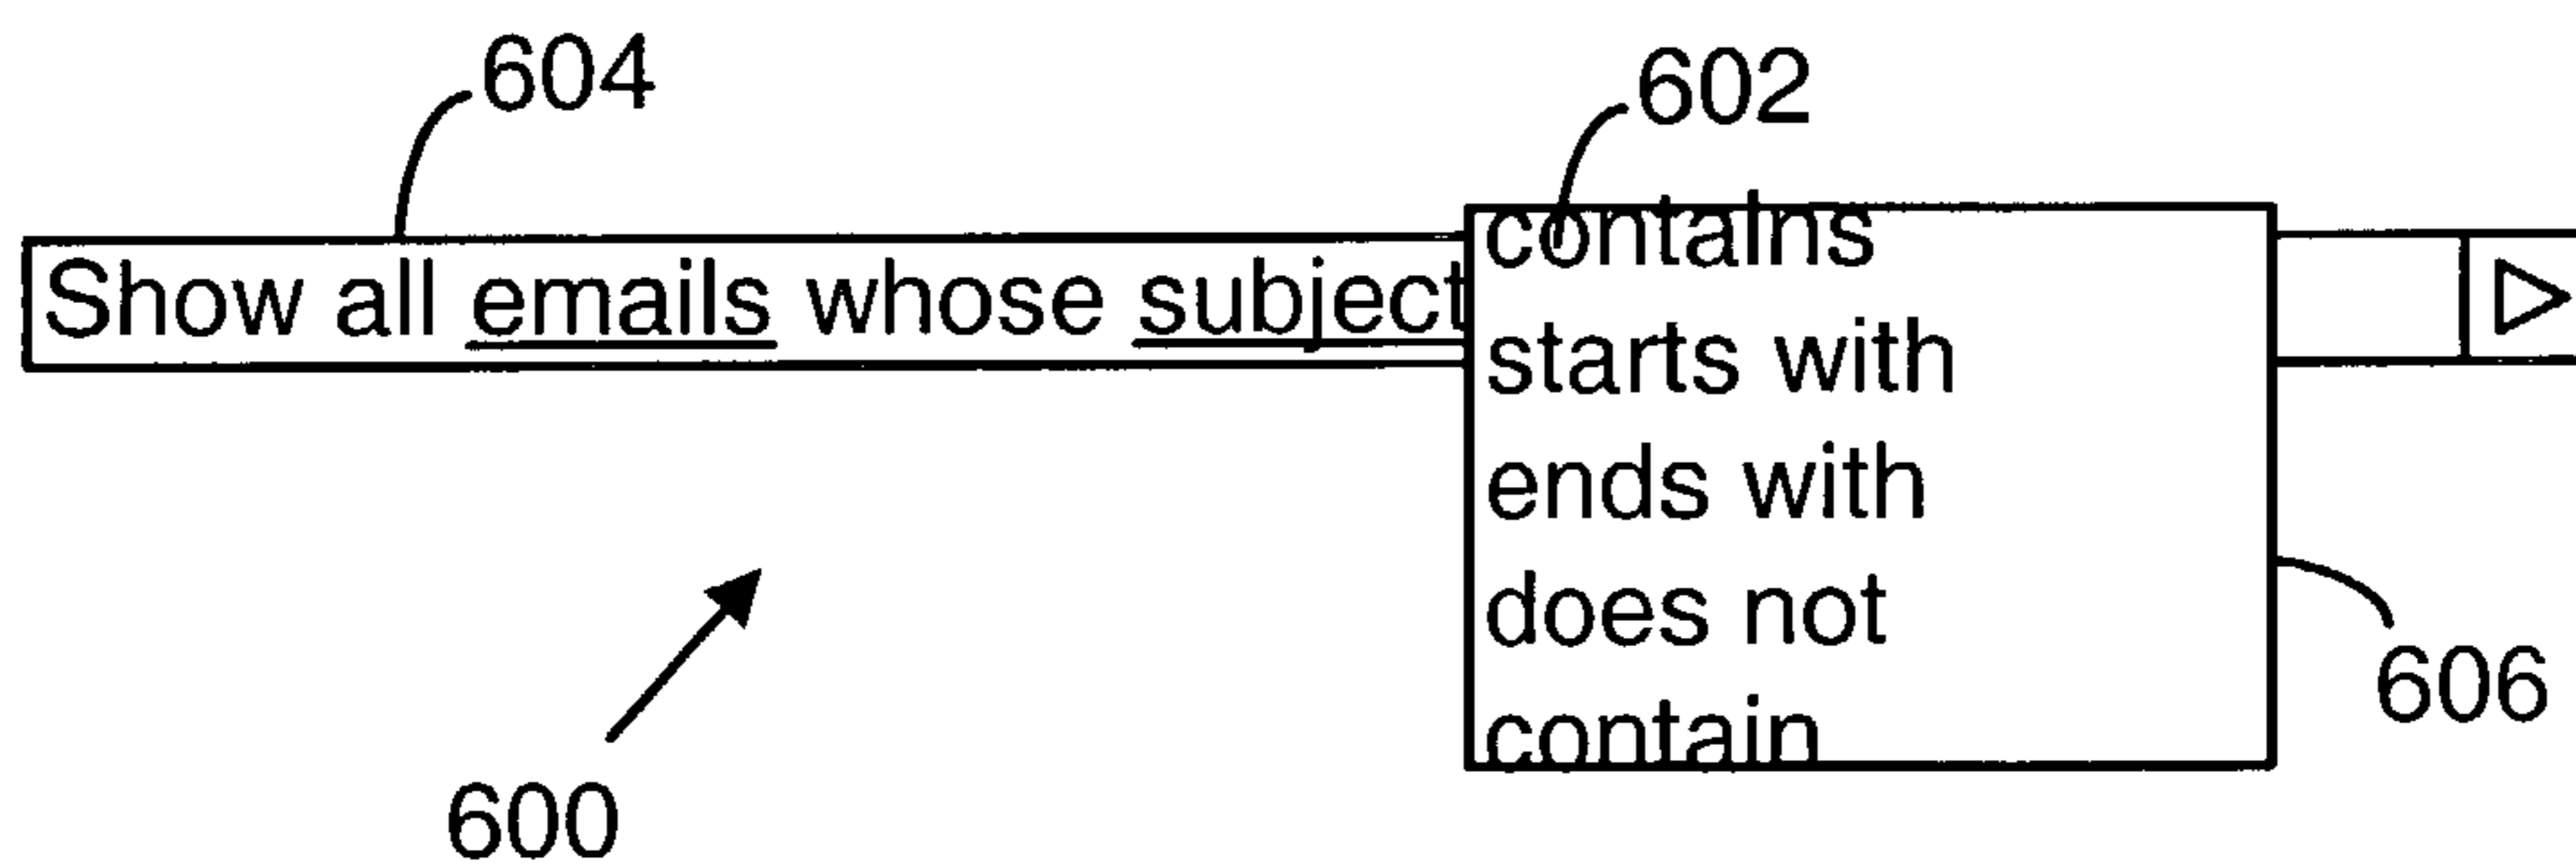 604
602
Show all emails whose subject
contains
starts with
ends with
does not
contain
606
600